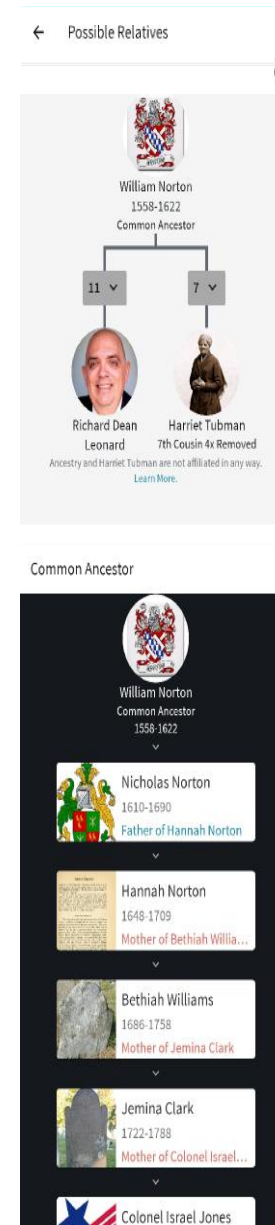 Possible Relatives
William Norton
1558-1622
Common Ancestor
11
7
Richard Dean
Leonard
Harriet Tubman
7th Cousin 4x Removed
Ancestry and Harriet Tubman are not affiliated in any way.
Learn More.
Common Ancestor
William Norton
Common Ancestor
1558-1622
Nicholas Norton
1610-1690
Father of Hannah Norton
Hannah Norton
1648-1709
Mother of Bethiah Willia...
Bethiah Williams
1686-1758
Mother of Jemina Clark
Jemina Clark
1722-1788
Mother of Colonel Israel...
Colonel Israel Jones